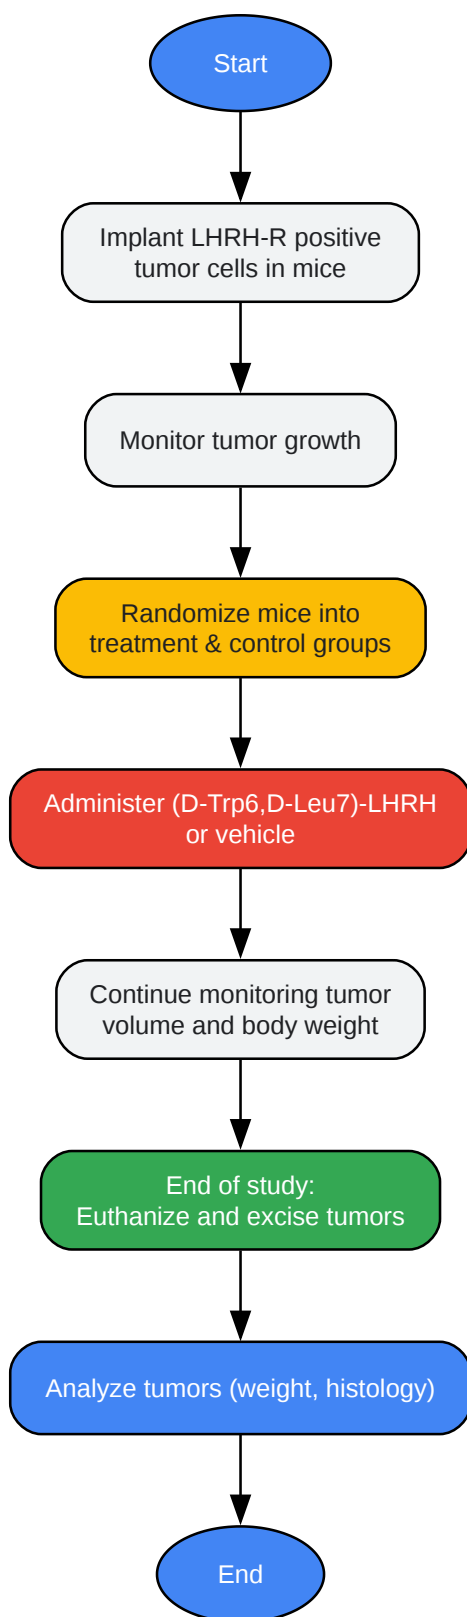 Start
Implant LHRH-R positive
tumor cells in mice
Monitor tumor growth
Randomize mice into
treatment & control groups
Administer (D-Trp6,D-Leu7)-LHRH
or vehicle
Continue monitoring tumor
volume and body weight
End of study:
Euthanize and excise tumors
Analyze tumors (weight, histology)
End